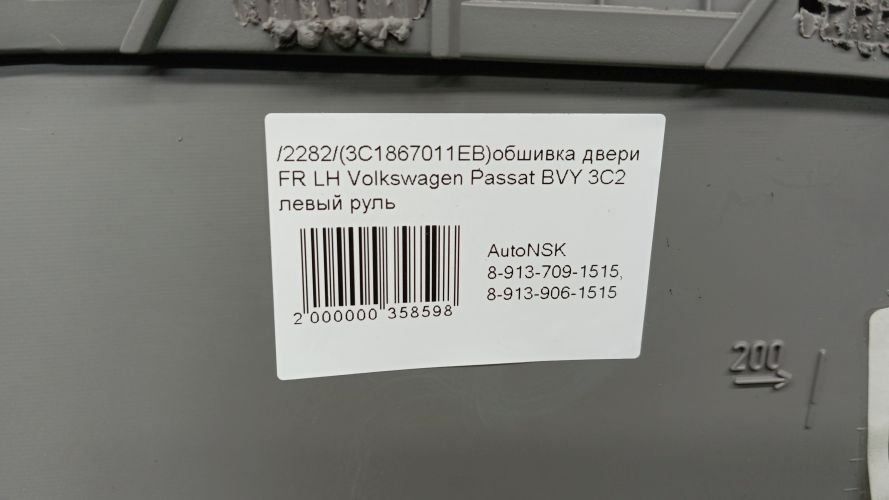 /2282/(3C1867011EB)обшивка двери
FR LH Volkswagen Passat BVY 3C2
левый руль
AutoNSK
8-913-709-1515,
8-913-906-1515
2 000000 358598
200